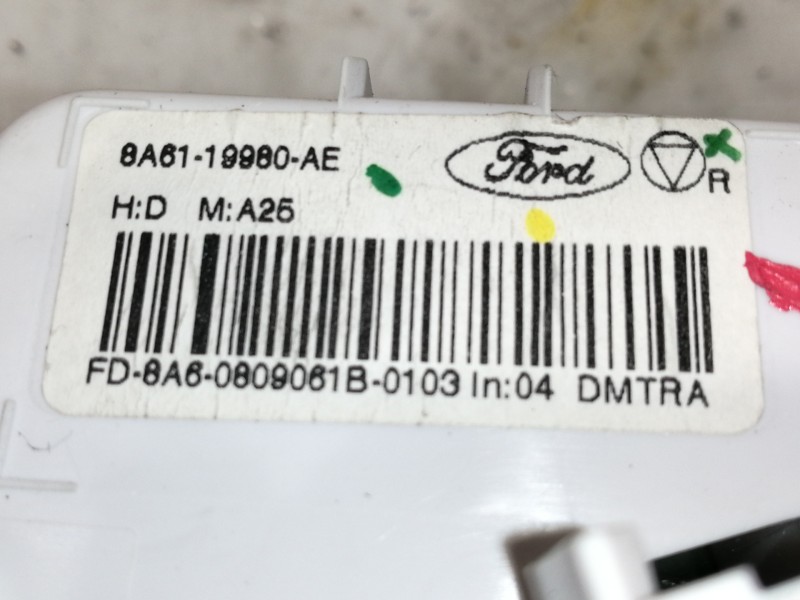 8A61-19980-AE Ford R
H:D M:A25
FD-8A6-0809061B-0103 In:04 DMTRA